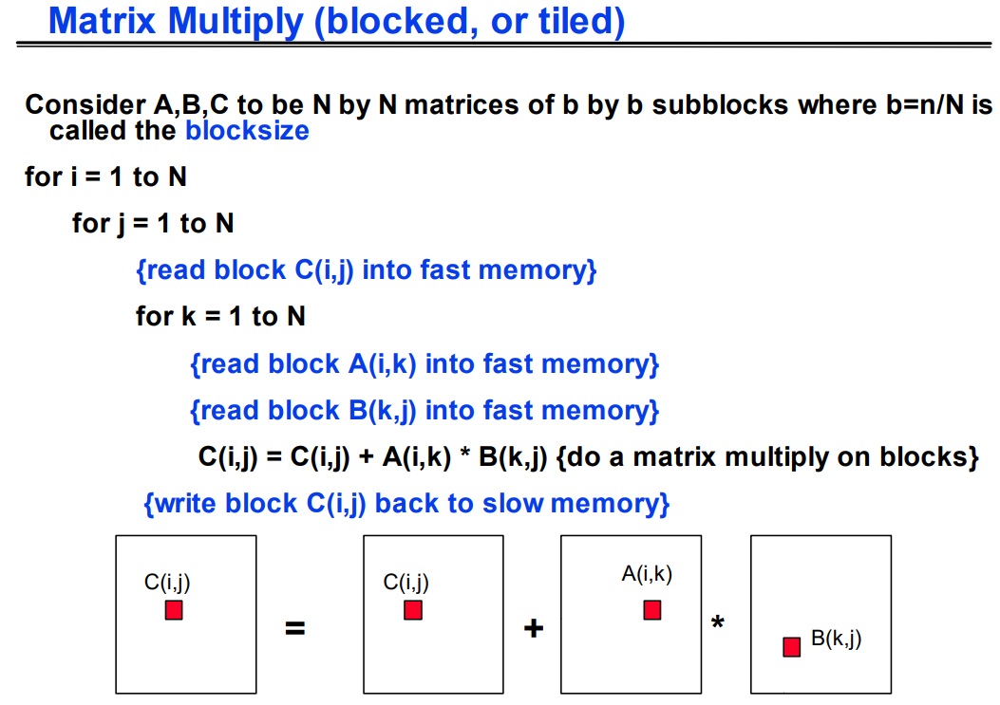 Matrix Multiply (blocked, or tiled)
Consider A,B,C to be N by N matrices of b by b subblocks where b=n/N is
called the blocksize
for i = 1 to N
for j = 1 to N
{read block C(i,j) into fast memory}
for k = 1 to N
{read block A(i,k) into fast memory}
{read block B(k,j) into fast memory}
C(i,j) = C(i,j) + A(i,k) * B(k,j) {do a matrix multiply on blocks}
{write block C(i,j) back to slow memory}
C(i,j)
=
C(i,j)
+
A(i,k)
*
B(k,j)